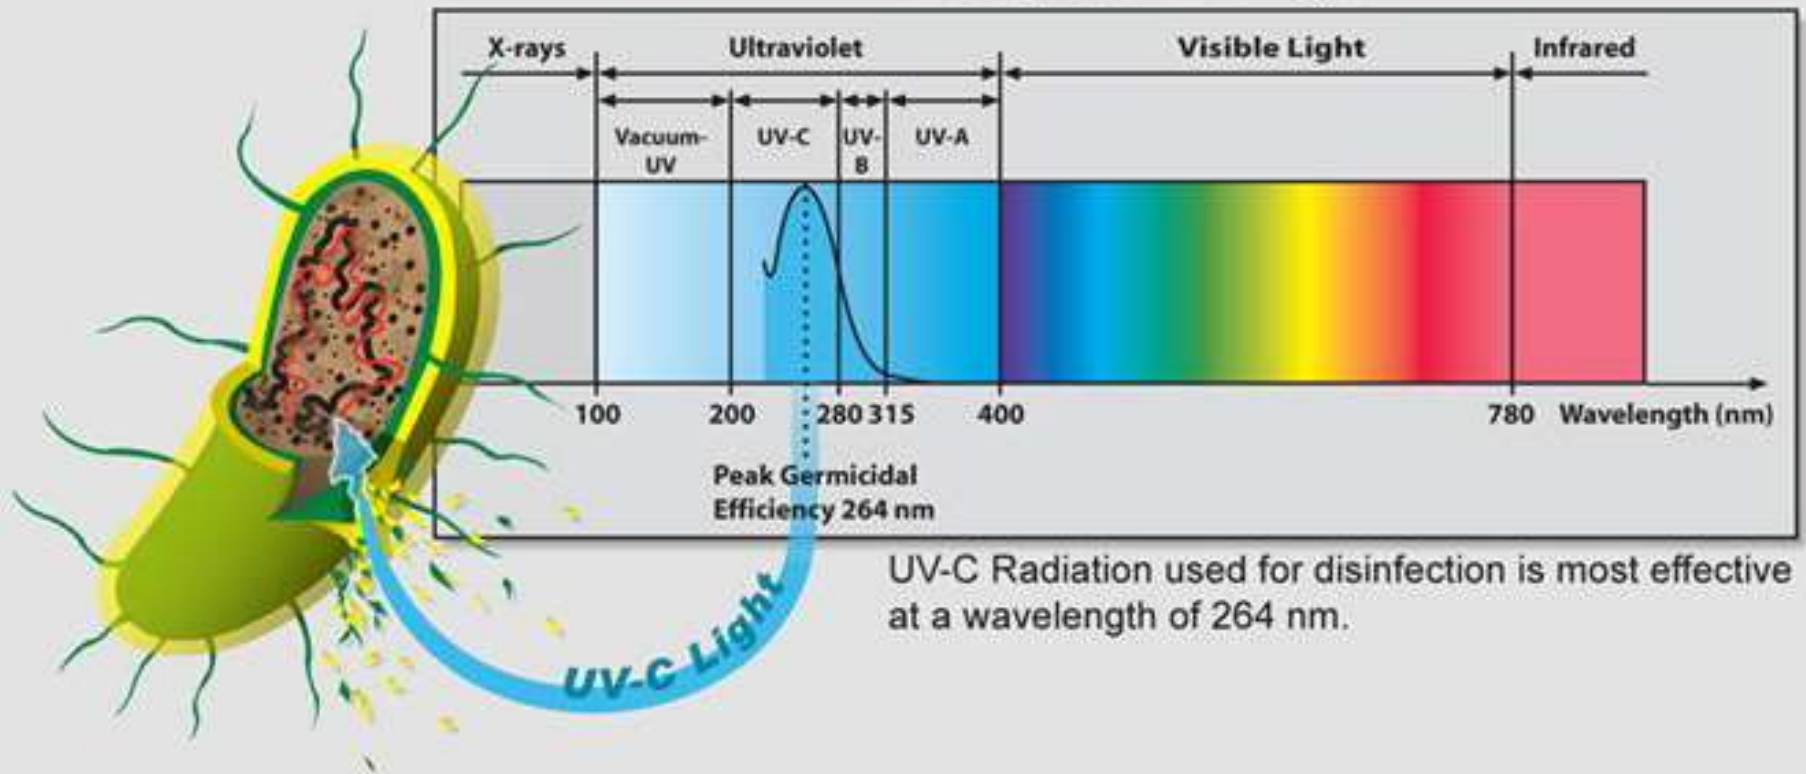 X-rays
Ultraviolet
Visible Light
Infrared
Vacuum-
UV
UV-C
UV-
B
UV-A
100
200
280
315
400
780
Wavelength (nm)
Peak Germicidal
Efficiency 264 nm
UV-C Light
UV-C Radiation used for disinfection is most effective
at a wavelength of 264 nm.